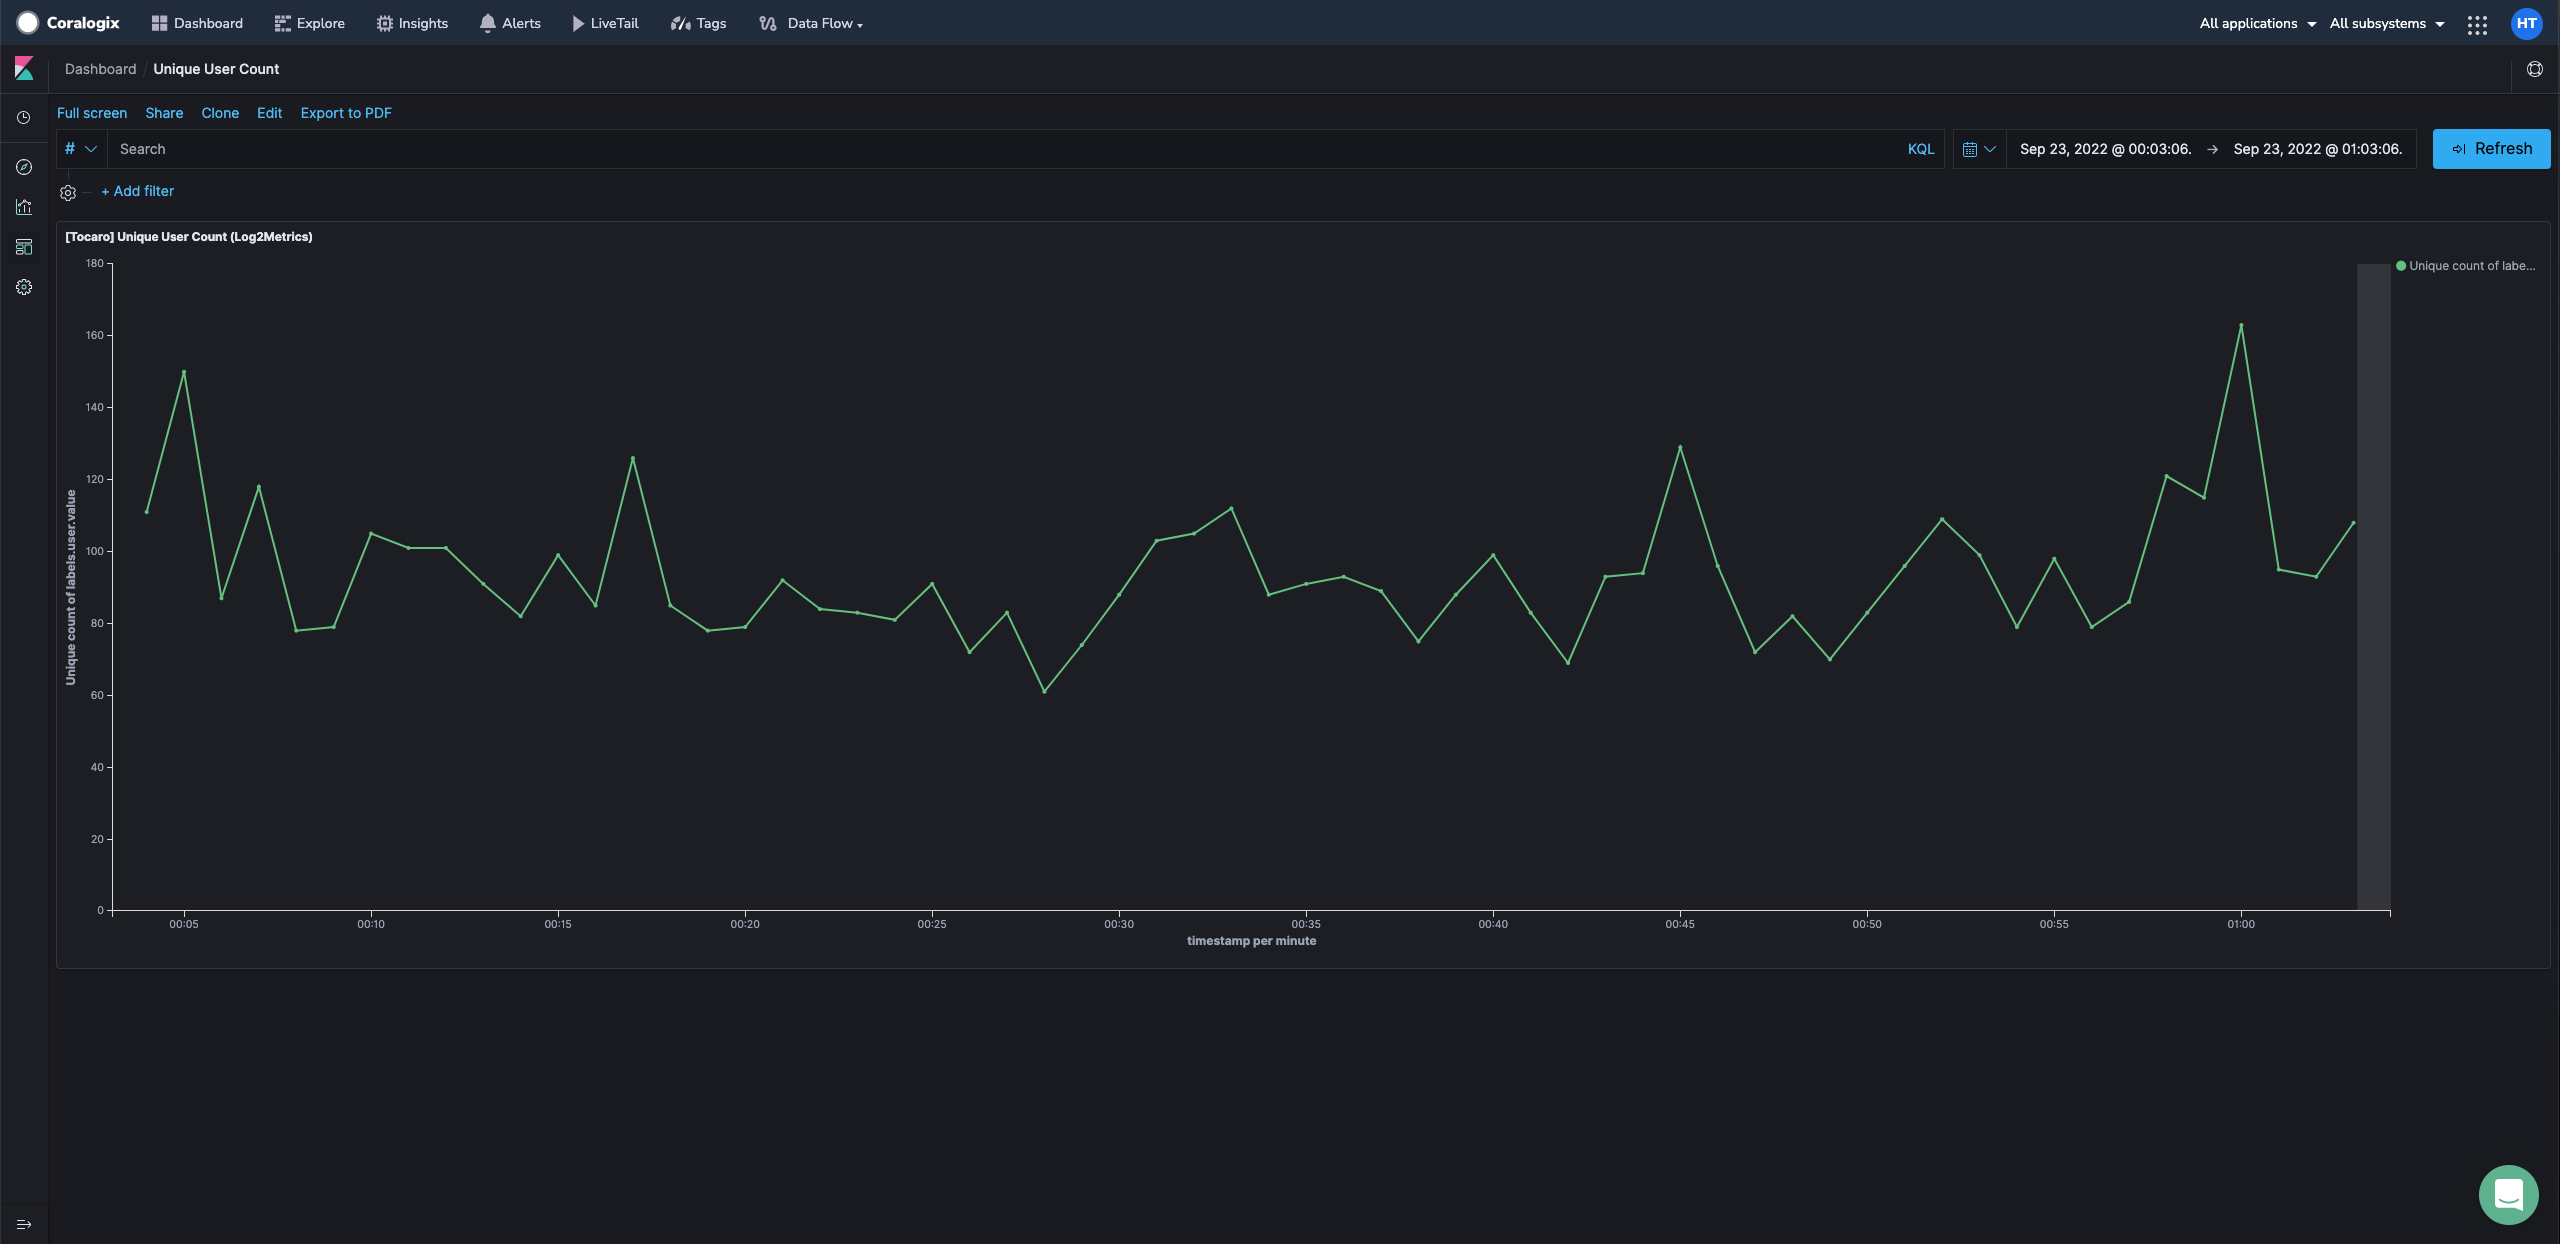 Coralogix Dashboard Explore Insights Alerts LiveTail Tags Data Flow All applications All subsystems HT
Dashboard / Unique User Count
Full screen Share Clone Edit Export to PDF
# Search KQL Sep 23, 2022 @ 00:03:06. → Sep 23, 2022 @ 01:03:06. Refresh
+ Add filter
[Tocaro] Unique User Count (Log2Metrics)
Unique count of labe...
180
160
140
120
100
80
60
40
20
0
Unique count of labels.user.value
00:05 00:10 00:15 00:20 00:25 00:30 00:35 00:40 00:45 00:50 00:55 01:00
timestamp per minute